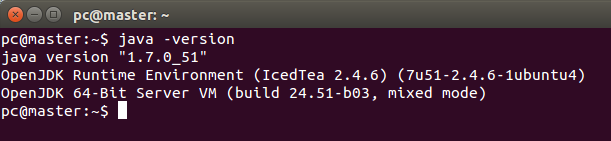 pc@master: ~
pc@master:~$ java -version
java version "1.7.0_51"
OpenJDK Runtime Environment (IcedTea 2.4.6) (7u51-2.4.6-1ubuntu4)
OpenJDK 64-Bit Server VM (build 24.51-b03, mixed mode)
pc@master:~$